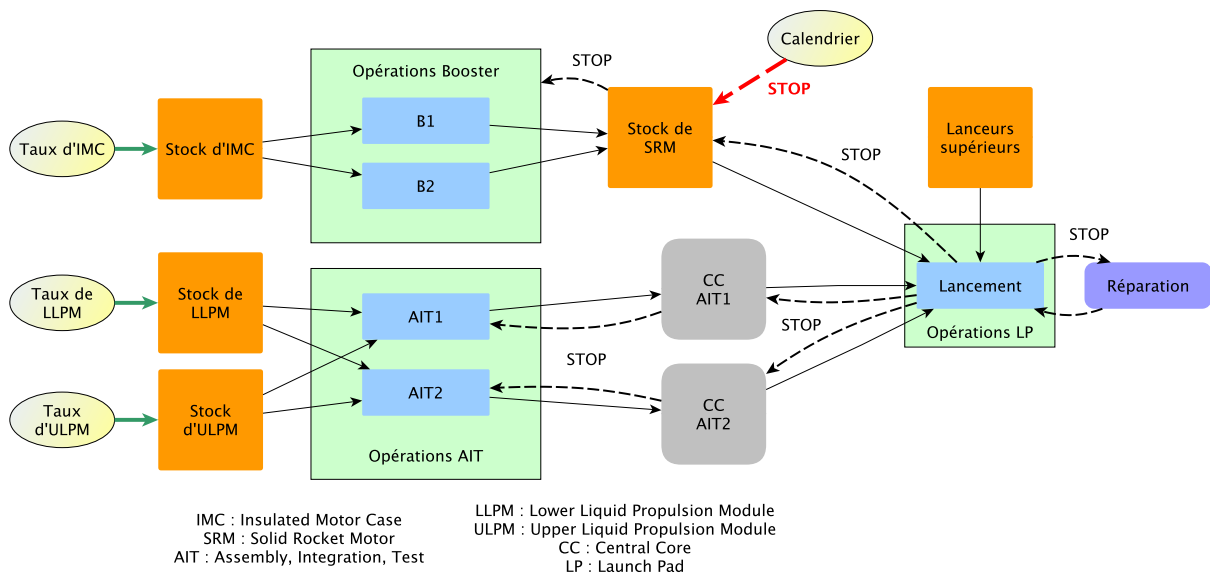 Calendrier
STOP
STOP
Opérations Booster
B1
B2
Taux d'IMC
Stock d'IMC
Stock de
SRM
Lanceurs
supérieurs
STOP
STOP
Taux de
LLPM
Stock de
LLPM
AIT1
CC
AIT1
Lancement
Réparation
STOP
Opérations LP
STOP
AIT2
CC
AIT2
Taux
d'ULPM
Stock
d'ULPM
Opérations AIT
IMC : Insulated Motor Case
SRM : Solid Rocket Motor
AIT : Assembly, Integration, Test
LLPM : Lower Liquid Propulsion Module
ULPM : Upper Liquid Propulsion Module
CC : Central Core
LP : Launch Pad